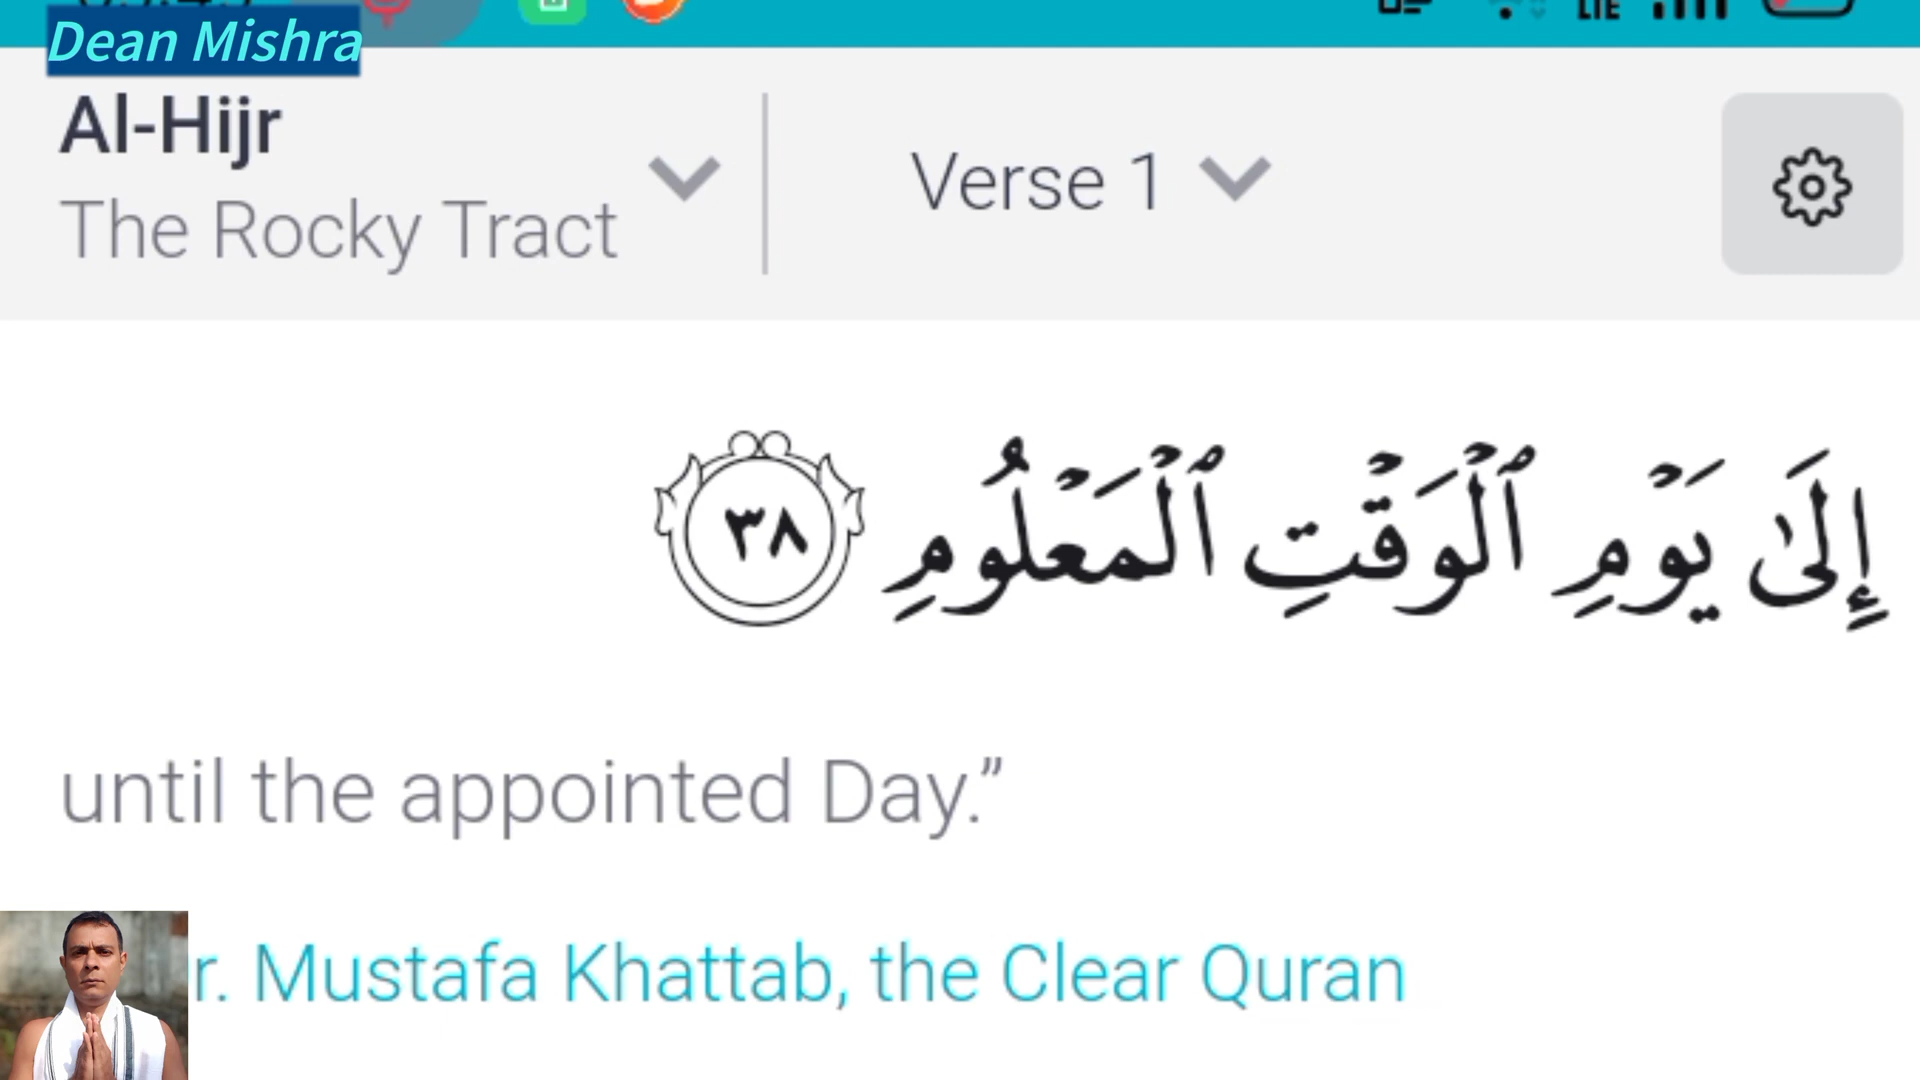 Dean Mishra
Al-Hijr
The Rocky Tract
Verse 1
LTE
إِلَىٰ يَوْمِ ٱلْوَقْتِ ٱلْمَعْلُومِ ٣٨
until the appointed Day.”
r. Mustafa Khattab, the Clear Quran